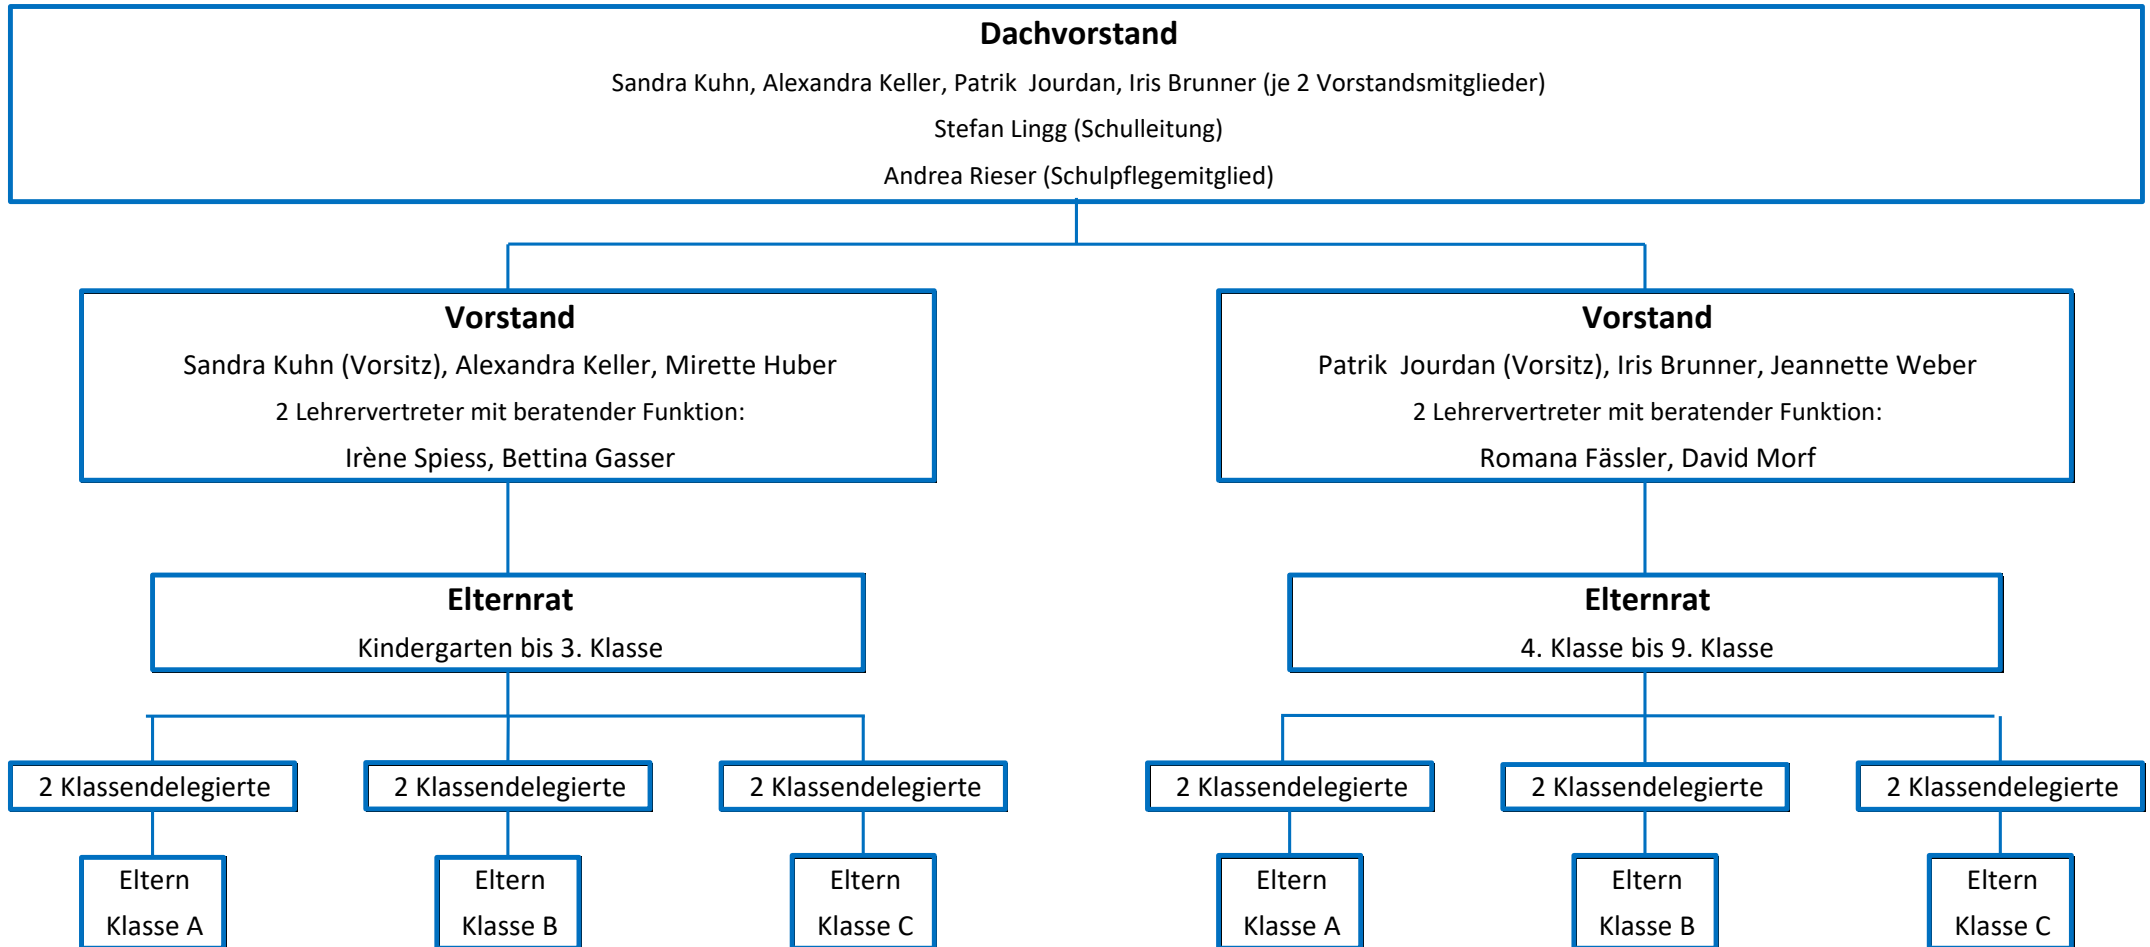 Dachvorstand
Sandra Kuhn, Alexandra Keller, Patrik  Jourdan, Iris Brunner (je 2 Vorstandsmitglieder)
Stefan Lingg (Schulleitung)
Andrea Rieser (Schulpflegemitglied)
Vorstand
Sandra Kuhn (Vorsitz), Alexandra Keller, Mirette Huber
2 Lehrervertreter mit beratender Funktion:
Irène Spiess, Bettina Gasser
Vorstand
Patrik  Jourdan (Vorsitz), Iris Brunner, Jeannette Weber
2 Lehrervertreter mit beratender Funktion:
Romana Fässler, David Morf
Elternrat
Kindergarten bis 3. Klasse
Elternrat
4. Klasse bis 9. Klasse
2 Klassendelegierte
2 Klassendelegierte
2 Klassendelegierte
2 Klassendelegierte
2 Klassendelegierte
2 Klassendelegierte
Eltern
Klasse A
Eltern
Klasse B
Eltern
Klasse C
Eltern
Klasse A
Eltern
Klasse B
Eltern
Klasse C